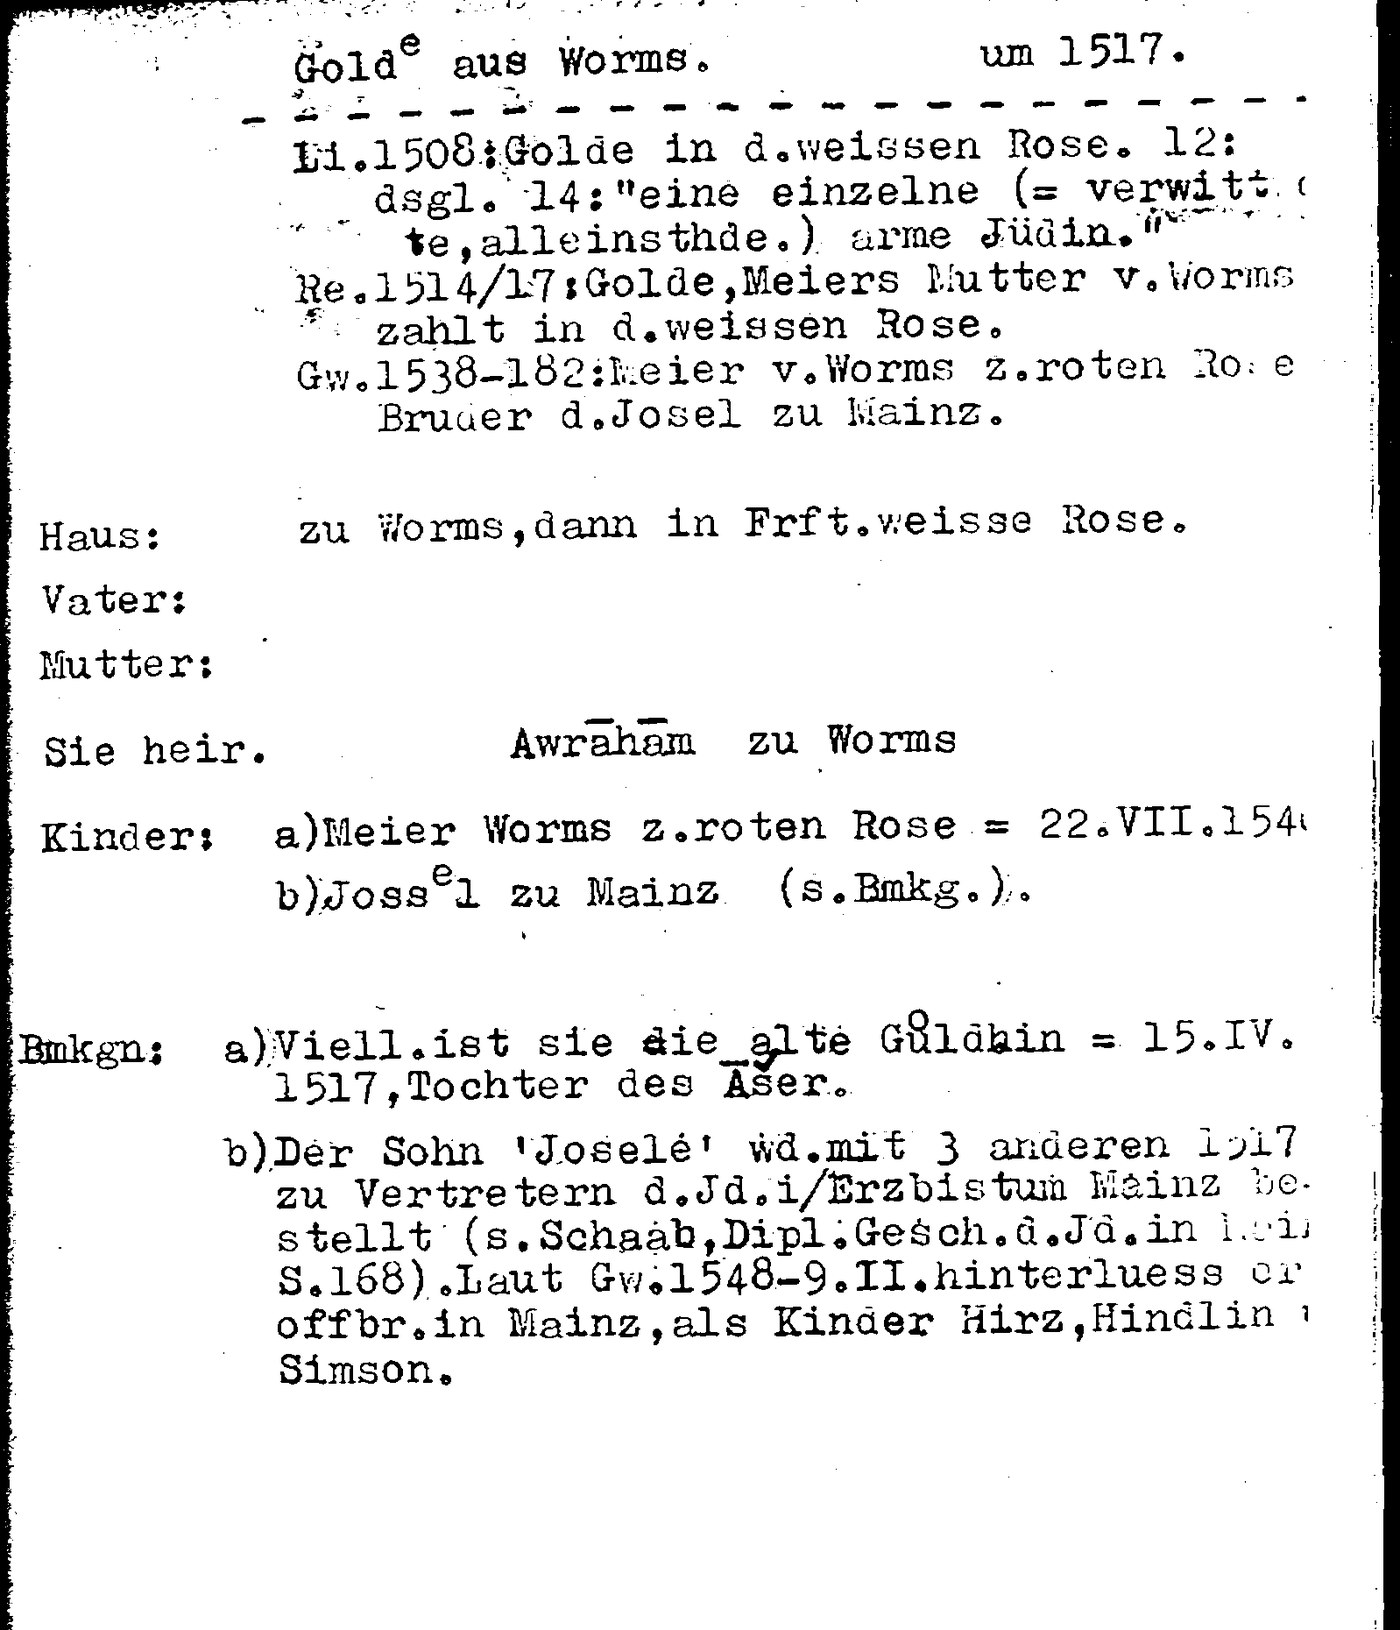 Golde aus Worms. um 1517.
Li.1508:Golde in d.weissen Rose. 12:
dsgl. 14:"eine einzelne (= verwitt
te,alleinsthde.) arme Jüdin."
Re.1514/17:Golde,Meiers Mutter v.Worms
zahlt in d.weissen Rose.
Gw.1538-182:Meier v.Worms z.roten Rose
Bruder d.Josel zu Mainz.
Haus: zu Worms,dann in Frft.weisse Rose.
Vater:
Mutter:
Sie heir. Awrāhām zu Worms
Kinder: a)Meier Worms z.roten Rose = 22.VII.154
b)Jossel zu Mainz (s.Bmkg.).
Bmkgn: a)Viell.ist sie die alte Gůldhin = 15.IV.
1517,Tochter des Āšer.
b)Der Sohn 'Josele' wd.mit 3 anderen 1517
zu Vertretern d.Jd.i/Erzbistum Mainz be-
stellt (s.Schaab,Dipl.Gesch.d.Jd.in
S.168).Laut Gw.1548-9.II.hinterluess er
offbr.in Mainz,als Kinder Hirz,Hindlin
Simson.